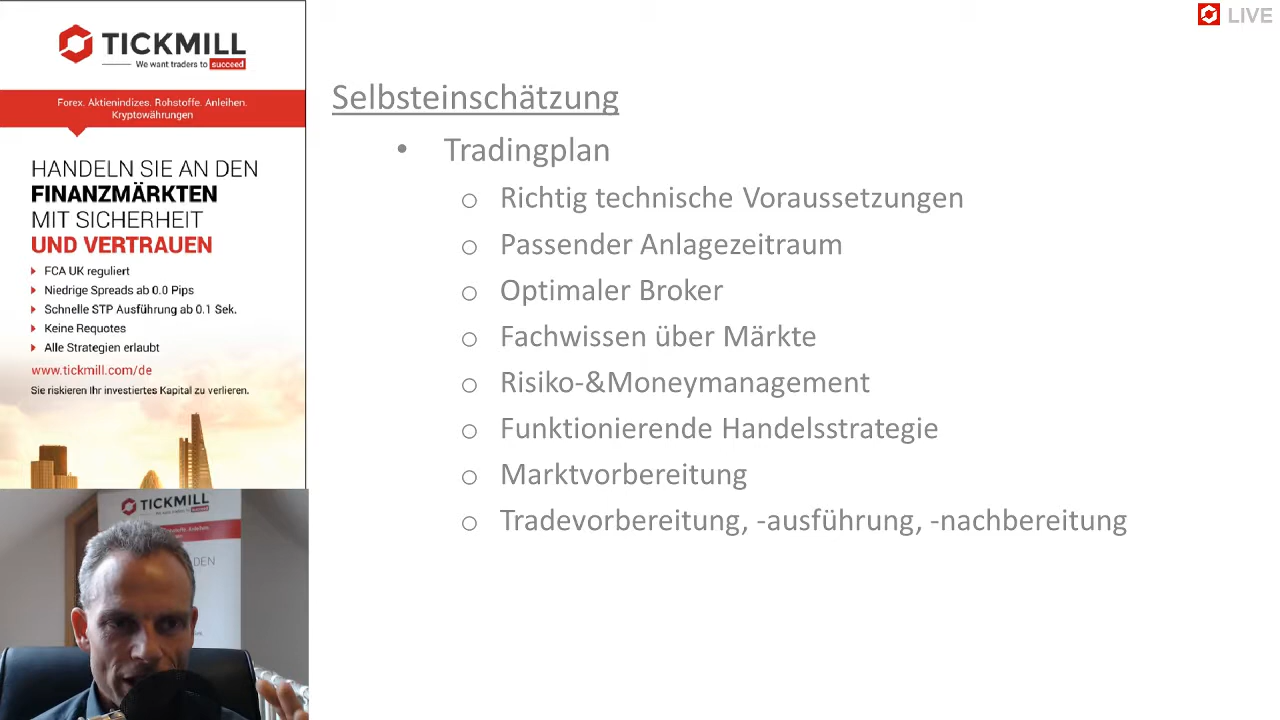 TICKMILL
We want traders to succeed
Forex. Aktienindizes. Rohstoffe. Anleihen.
Kryptowährungen
HANDELN SIE AN DEN
FINANZMÄRKTEN
MIT SICHERHEIT
UND VERTRAUEN
FCA UK reguliert
Niedrige Spreads ab 0.0 Pips
Schnelle STP Ausführung ab 0.1 Sek.
Keine Requotes
Alle Strategien erlaubt
www.tickmill.com/de
Sie riskieren Ihr investiertes Kapital zu verlieren.
TICKMILL
DEN
LIVE
Selbsteinschätzung
• Tradingplan
o Richtig technische Voraussetzungen
o Passender Anlagezeitraum
o Optimaler Broker
o Fachwissen über Märkte
o Risiko-&Moneymanagement
o Funktionierende Handelsstrategie
o Marktvorbereitung
o Tradevorbereitung, -ausführung, -nachbereitung